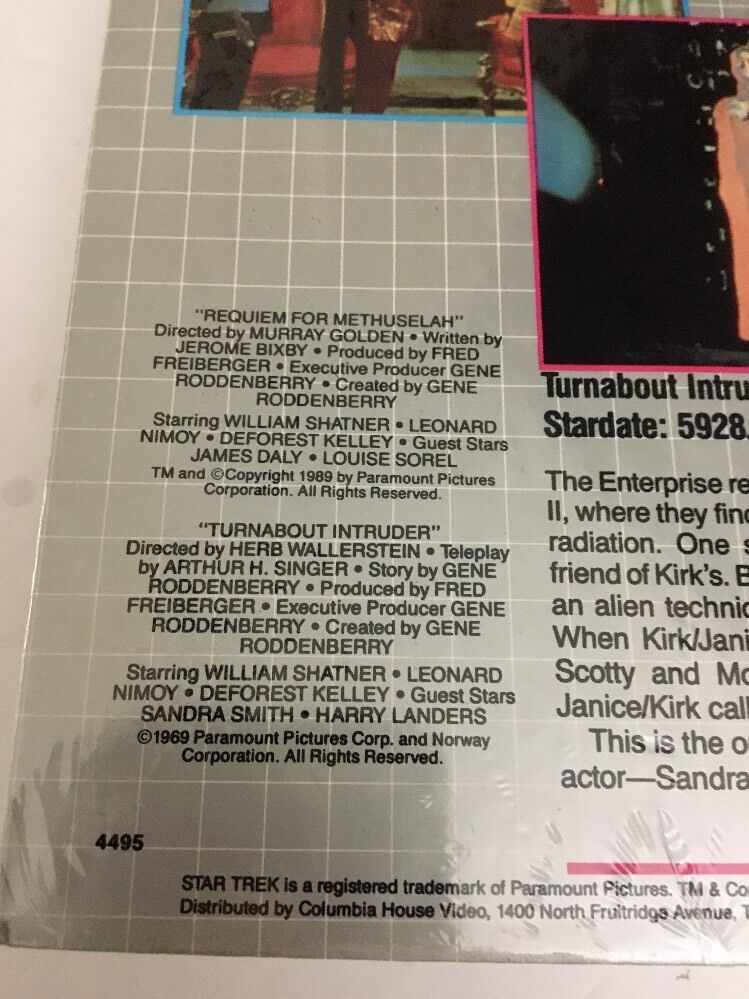 "REQUIEM FOR METHUSELAH"
Directed by MURRAY GOLDEN • Written by
JEROME BIXBY • Produced by FRED
FREIBERGER • Executive Producer GENE
RODDENBERRY • Created by GENE
RODDENBERRY
Starring WILLIAM SHATNER • LEONARD
NIMOY • DEFOREST KELLEY • Guest Stars
JAMES DALY • LOUISE SOREL
TM and ©Copyright 1989 by Paramount Pictures
Corporation. All Rights Reserved.
"TURNABOUT INTRUDER"
Directed by HERB WALLERSTEIN • Teleplay
by ARTHUR H. SINGER • Story by GENE
RODDENBERRY • Produced by FRED
FREIBERGER • Executive Producer GENE
RODDENBERRY • Created by GENE
RODDENBERRY
Starring WILLIAM SHATNER • LEONARD
NIMOY • DEFOREST KELLEY • Guest Stars
SANDRA SMITH • HARRY LANDERS
©1969 Paramount Pictures Corp. and Norway
Corporation. All Rights Reserved.
4495
Turnabout Intru
Stardate: 5928.
The Enterprise re
II, where they find
radiation. One s
friend of Kirk's. B
an alien technic
When Kirk/Jani
Scotty and Mc
Janice/Kirk call
This is the o
actor—Sandra
STAR TREK is a registered trademark of Paramount Pictures. TM & Co
Distributed by Columbia House Video, 1400 North Fruitridge Avenue, T